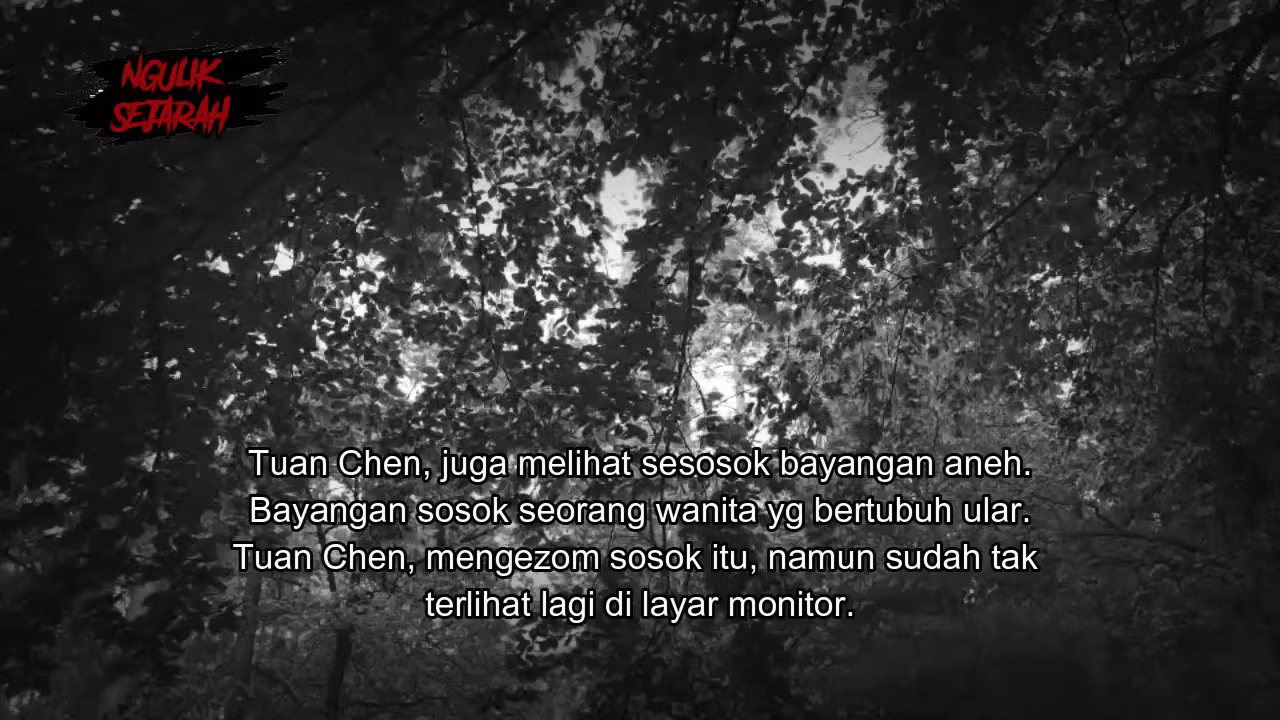 NGULIK
SEJARAH
Tuan Chen, juga melihat sesosok bayangan aneh.
Bayangan sosok seorang wanita yg bertubuh ular.
Tuan Chen, mengezom sosok itu, namun sudah tak
terlihat lagi di layar monitor.